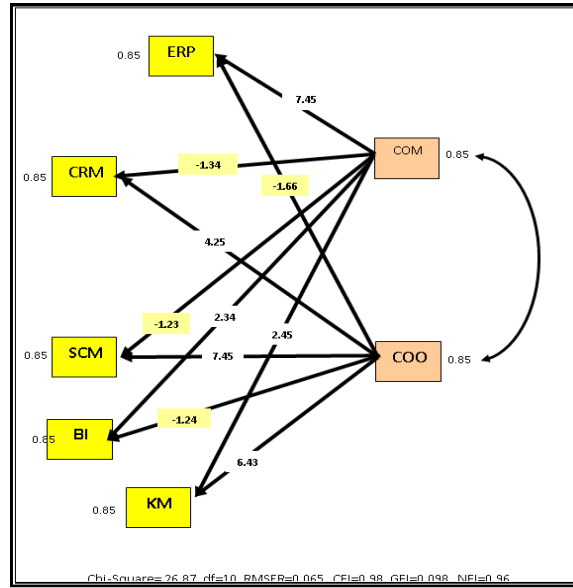 ERP
0.85
7.45
COM
0.85
-1.34
CRM
0.85
-1.66
4.25
-1.23
2.34
2.45
SCM
0.85
7.45
COO
0.85
-1.24
BI
0.85
6.43
KM
0.85
Chi-Square= 26.87, df=10, RMSER=0.065, CFI=0.98, GFI=0.098, NFI=0.96